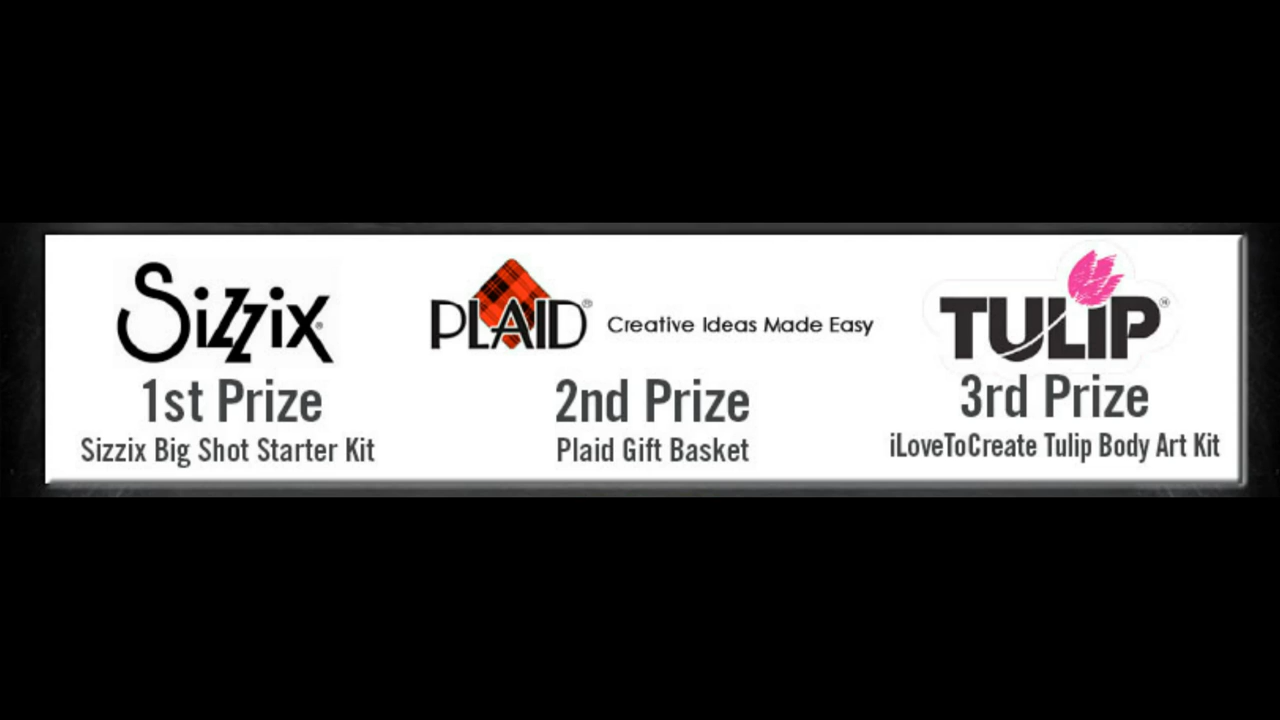 Sizzix®
1st Prize
Sizzix Big Shot Starter Kit
PLAID® Creative Ideas Made Easy
2nd Prize
Plaid Gift Basket
TULIP®
3rd Prize
iLoveToCreate Tulip Body Art Kit